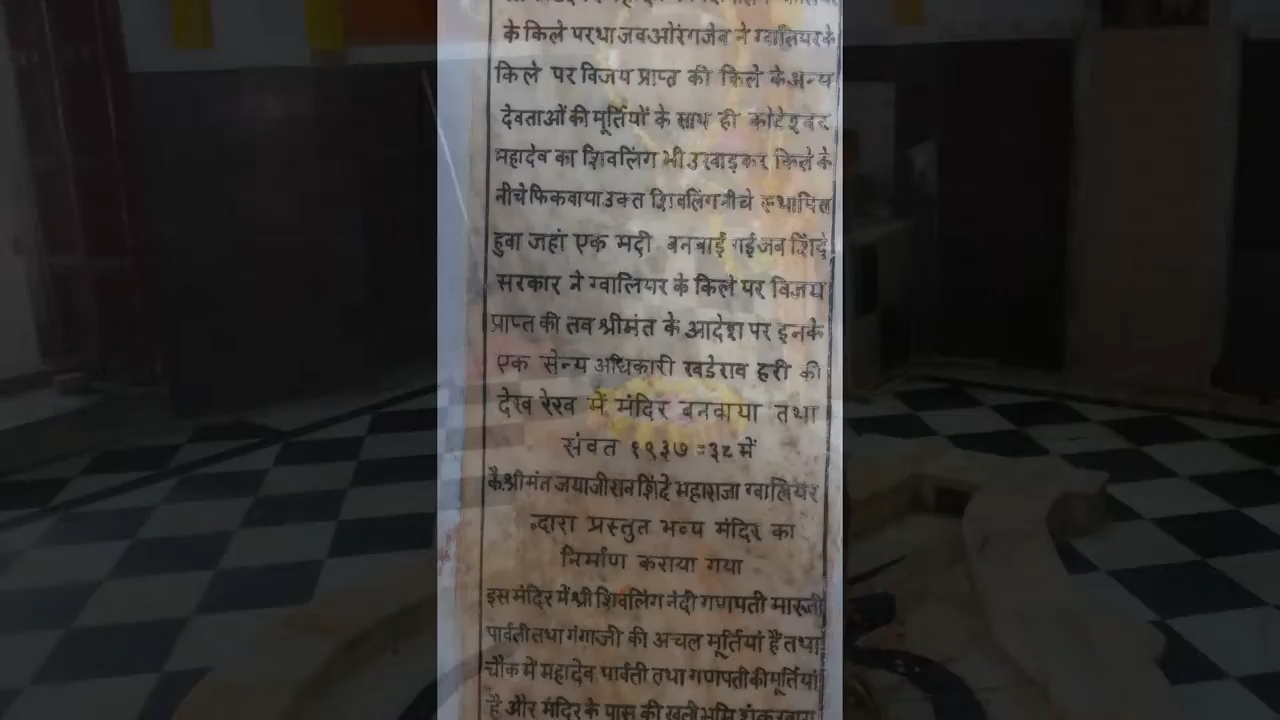 के किले पर था जब औरंगजेब ने ग्वालियर के
किले पर विजय प्राप्त की किले के अन्य
देवताओं की मूर्तियों के साथ ही कोटेश्वर
महादेव का शिवलिंग भी उखाड़कर किले के
नीचे फिकवाया उक्त शिवलिंग नीचे स्थापित
हुवा जहां एक मढी बनवाई गई जब शिंदे
सरकार ने ग्वालियर के किले पर विजय
प्राप्त की तब श्रीमंत के आदेश पर इनके
एक सेन्य अधिकारी खडेराव हरी की
देख रेख में मंदिर बनवाया तथा
संवत १९३७=३८ में
कै.श्रीमंत जयाजीराव शिंदे महाराजा ग्वालियर
व्दारा प्रस्तुत भव्य मंदिर का
निर्माण कराया गया
इस मंदिर में श्री शिवलिंग नंदी गणपती मारूती
पार्वती तथा गंगाजी की अचल मूर्तियां हैं तथा
चौक में महादेव पार्वती तथा गणपती की मूर्तियां
है और मंदिर के पास की खुली भूमि